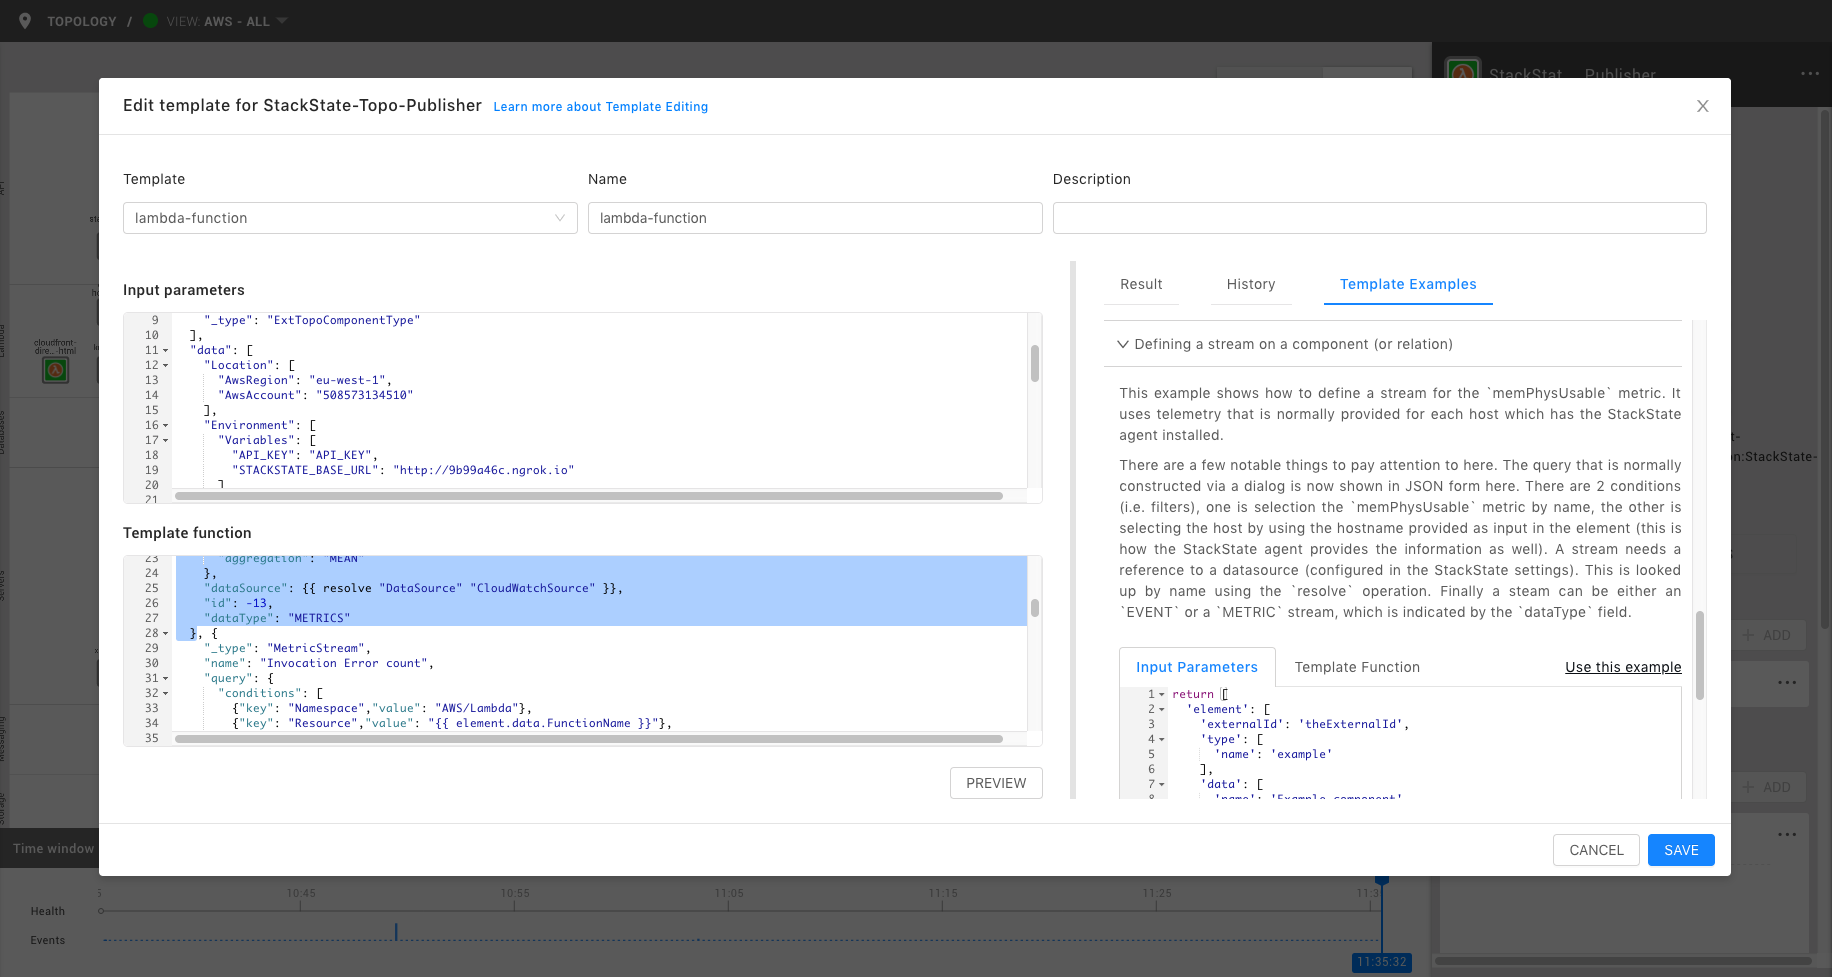 TOPOLOGY / VIEW: AWS - ALL
StackStat... Publisher
Edit template for StackState-Topo-Publisher Learn more about Template Editing
Template
Name
Description
lambda-function
lambda-function
Input parameters
9 "_type": "ExtTopoComponentType"
10 ],
11 "data": [
12 "Location": [
13 "AwsRegion": "eu-west-1",
14 "AwsAccount": "508573134510"
15 ],
16 "Environment": [
17 "Variables": [
18 "API_KEY": "API_KEY",
19 "STACKSTATE_BASE_URL": "http://9b99a46c.ngrok.io"
20 ]
21
Template function
23 "aggregation": "MEAN"
24 },
25 "dataSource": {{ resolve "DataSource" "CloudWatchSource" }},
26 "id": -13,
27 "dataType": "METRICS"
28 }, {
29 "_type": "MetricStream",
30 "name": "Invocation Error count",
31 "query": {
32 "conditions": [
33 {"key": "Namespace","value": "AWS/Lambda"},
34 {"key": "Resource","value": "{{ element.data.FunctionName }}"},
35
PREVIEW
Result
History
Template Examples
Defining a stream on a component (or relation)
This example shows how to define a stream for the `memPhysUsable` metric. It
uses telemetry that is normally provided for each host which has the StackState
agent installed.
There are a few notable things to pay attention to here. The query that is normally
constructed via a dialog is now shown in JSON form here. There are 2 conditions
(i.e. filters), one is selection the `memPhysUsable` metric by name, the other is
selecting the host by using the hostname provided as input in the element (this is
how the StackState agent provides the information as well). A stream needs a
reference to a datasource (configured in the StackState settings). This is looked
up by name using the `resolve` operation. Finally a steam can be either an
`EVENT` or a `METRIC` stream, which is indicated by the `dataType` field.
Input Parameters
Template Function
Use this example
1 return [
2 'element': [
3 'externalId': 'theExternalId',
4 'type': [
5 'name': 'example'
6 ],
7 'data': [
8 'name': 'Example component'
CANCEL
SAVE
cloudfront-
dire...-html
on:StackState-
+ ADD
+ ADD
Time window
10:45
10:55
11:05
11:15
11:25
Health
Events
11:35:32